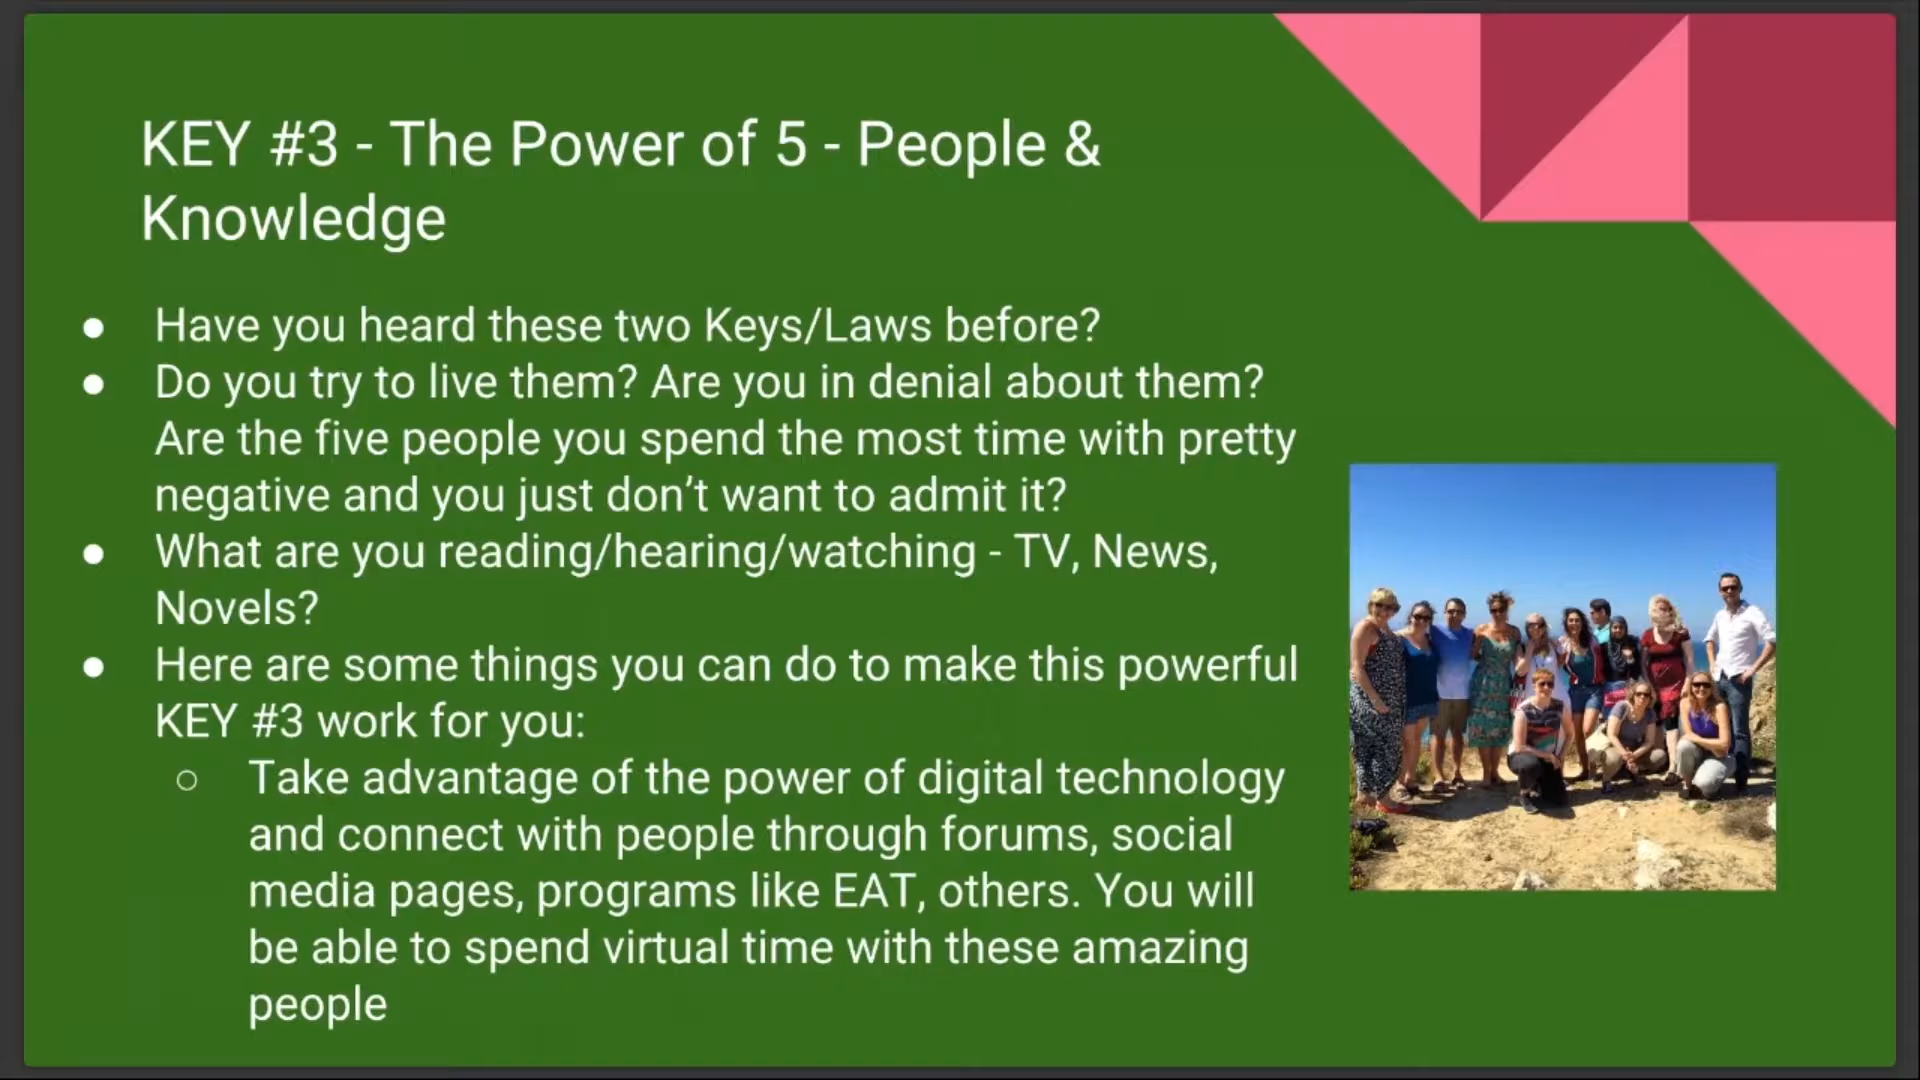 KEY #3 - The Power of 5 - People &
Knowledge
● Have you heard these two Keys/Laws before?
● Do you try to live them? Are you in denial about them?
Are the five people you spend the most time with pretty
negative and you just don’t want to admit it?
● What are you reading/hearing/watching - TV, News,
Novels?
● Here are some things you can do to make this powerful
KEY #3 work for you:
○ Take advantage of the power of digital technology
and connect with people through forums, social
media pages, programs like EAT, others. You will
be able to spend virtual time with these amazing
people